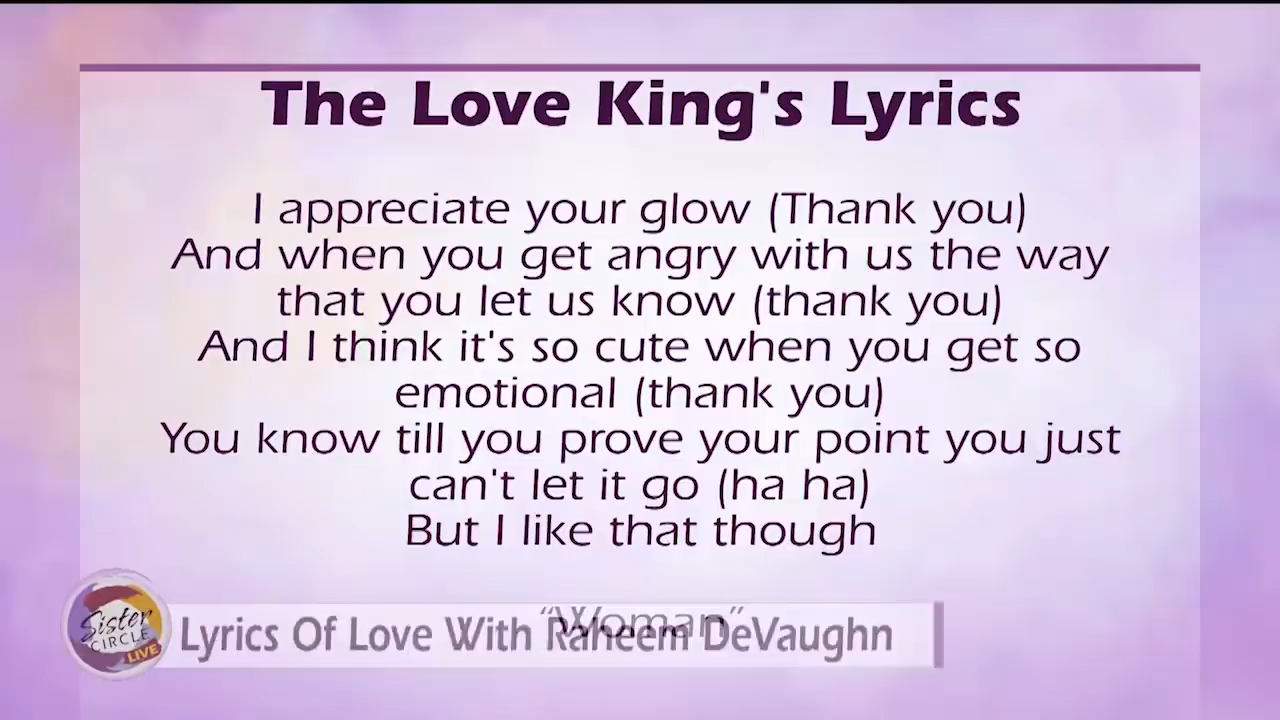 The Love King's Lyrics
I appreciate your glow (Thank you)
And when you get angry with us the way
that you let us know (thank you)
And I think it's so cute when you get so
emotional (thank you)
You know till you prove your point you just
can't let it go (ha ha)
But I like that though
“Woman”
Sister
CIRCLE
LIVE
Lyrics Of Love With Raheem DeVaughn